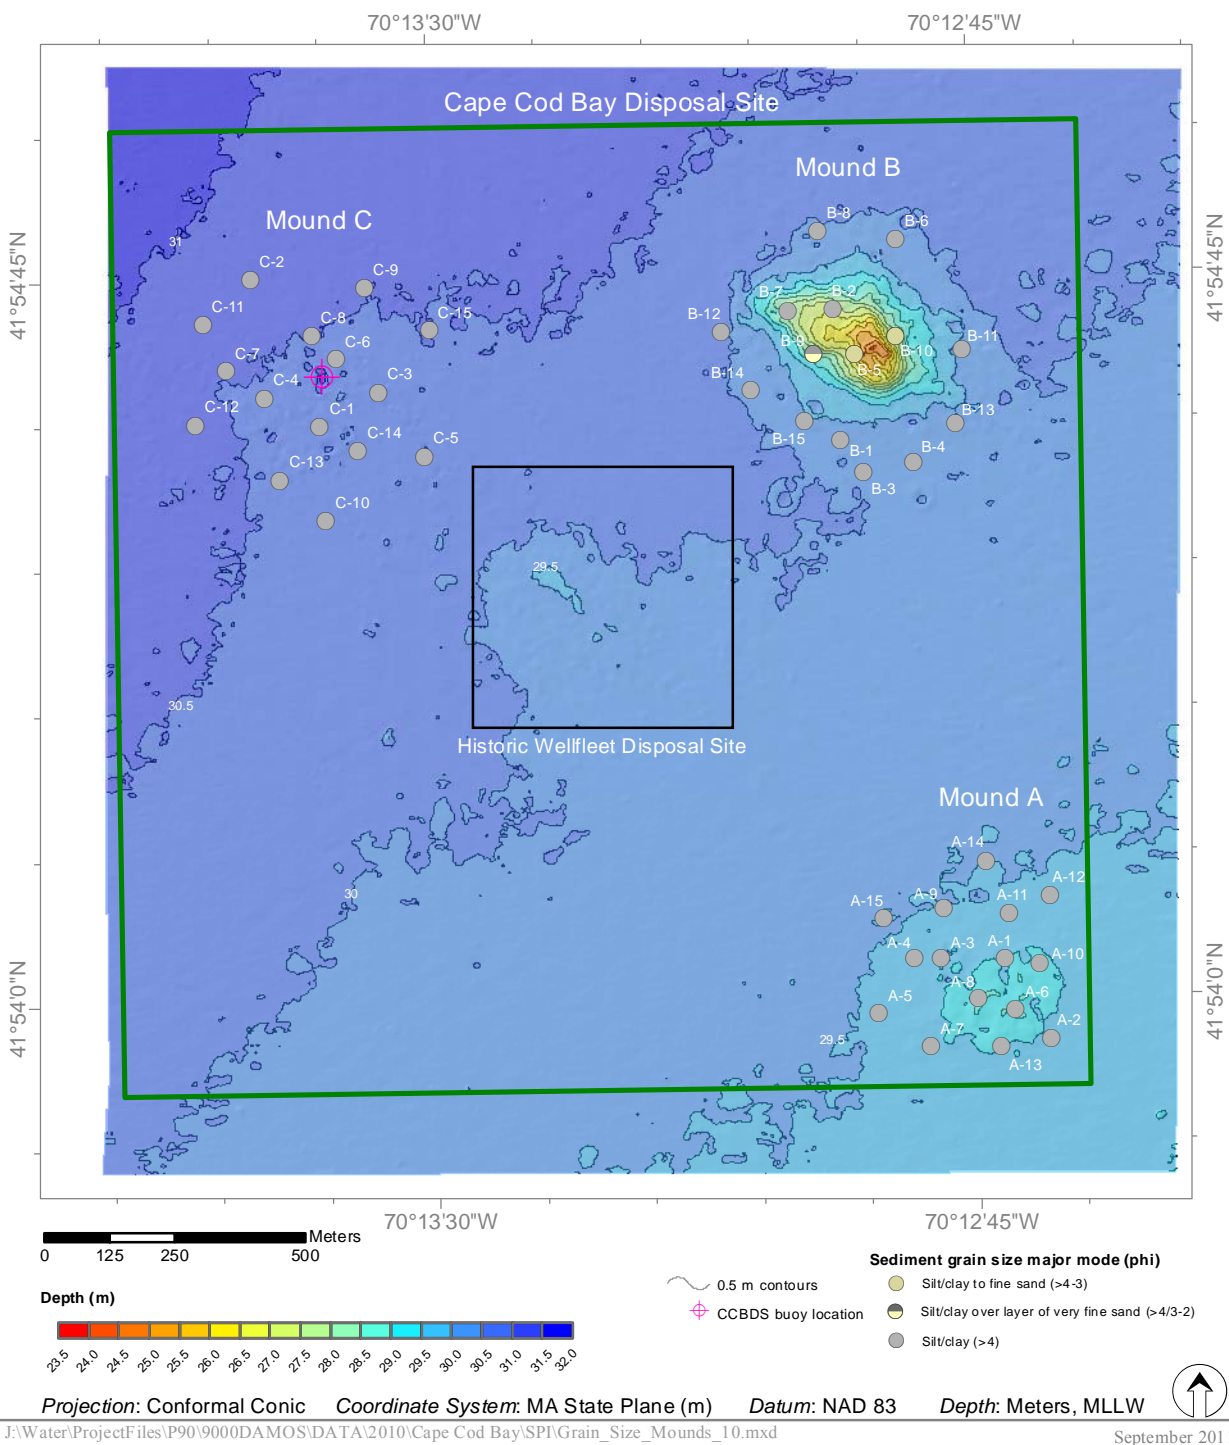 70°13'30"W 70°12'45"W
Cape Cod Bay Disposal Site
Mound B
Mound C
B-8
B-6
31
41°54'45"N
41°54'45"N
C-2
C-9
B-7
B-2
C-11
C-15
B-12
C-8
B-11
C-6
B-9
B-10
C-7
B-5
C-4
C-3
B-14
C-12
C-1
B-13
C-14
C-5
B-15
B-1
B-4
C-13
B-3
C-10
29.5
30.5
Historic Wellfleet Disposal Site
Mound A
A-14
A-12
30
A-15
A-9
A-11
A-4
A-3
A-1
A-10
41°54'0"N
41°54'0"N
A-8
A-6
A-5
A-2
A-7
29.5
A-13
70°13'30"W 70°12'45"W
Meters
0 125 250 500
Sediment grain size major mode (phi)
0.5 m contours
Silt/clay to fine sand (>4-3)
CCBDS buoy location
Silt/clay over layer of very fine sand (>4/3-2)
Silt/clay (>4)
Depth (m)
23.5 24.0 24.5 25.0 25.5 26.0 26.5 27.0 27.5 28.0 28.5 29.0 29.5 30.0 30.5 31.0 31.5 32.0
Projection: Conformal Conic Coordinate System: MA State Plane (m) Datum: NAD 83 Depth: Meters, MLLW
J:\Water\ProjectFiles\P90\9000DAMOS\DATA\2010\Cape Cod Bay\SPI\Grain_Size_Mounds_10.mxd
September 201